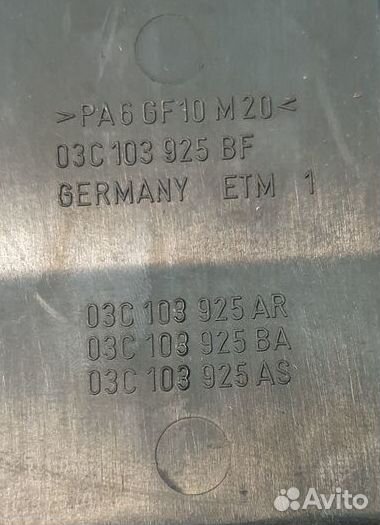 >PA6 GF10 M20<
03C 103 925 BF
GERMANY ETM 1
03C 103 925 AR
03C 103 925 BA
03C 103 925 AS
Avito